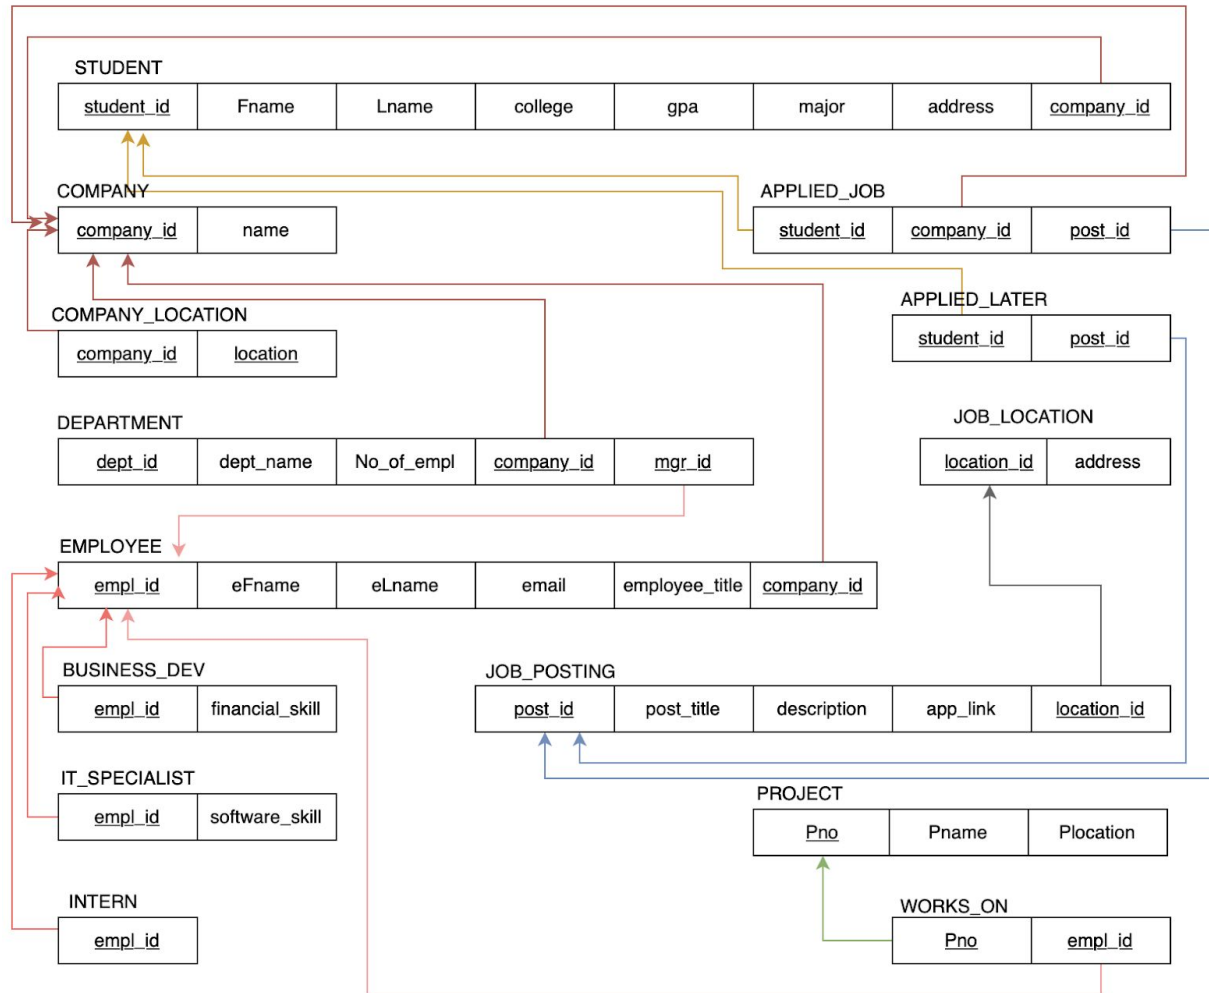 STUDENT
student_id Fname Lname college gpa major address company_id
COMPANY
company_id name
APPLIED_JOB
student_id company_id post_id
COMPANY_LOCATION
company_id location
APPLIED_LATER
student_id post_id
DEPARTMENT
dept_id dept_name No_of_empl company_id mgr_id
JOB_LOCATION
location_id address
EMPLOYEE
empl_id eFname eLname email employee_title company_id
BUSINESS_DEV
empl_id financial_skill
JOB_POSTING
post_id post_title description app_link location_id
IT_SPECIALIST
empl_id software_skill
PROJECT
Pno Pname Plocation
INTERN
empl_id
WORKS_ON
Pno empl_id